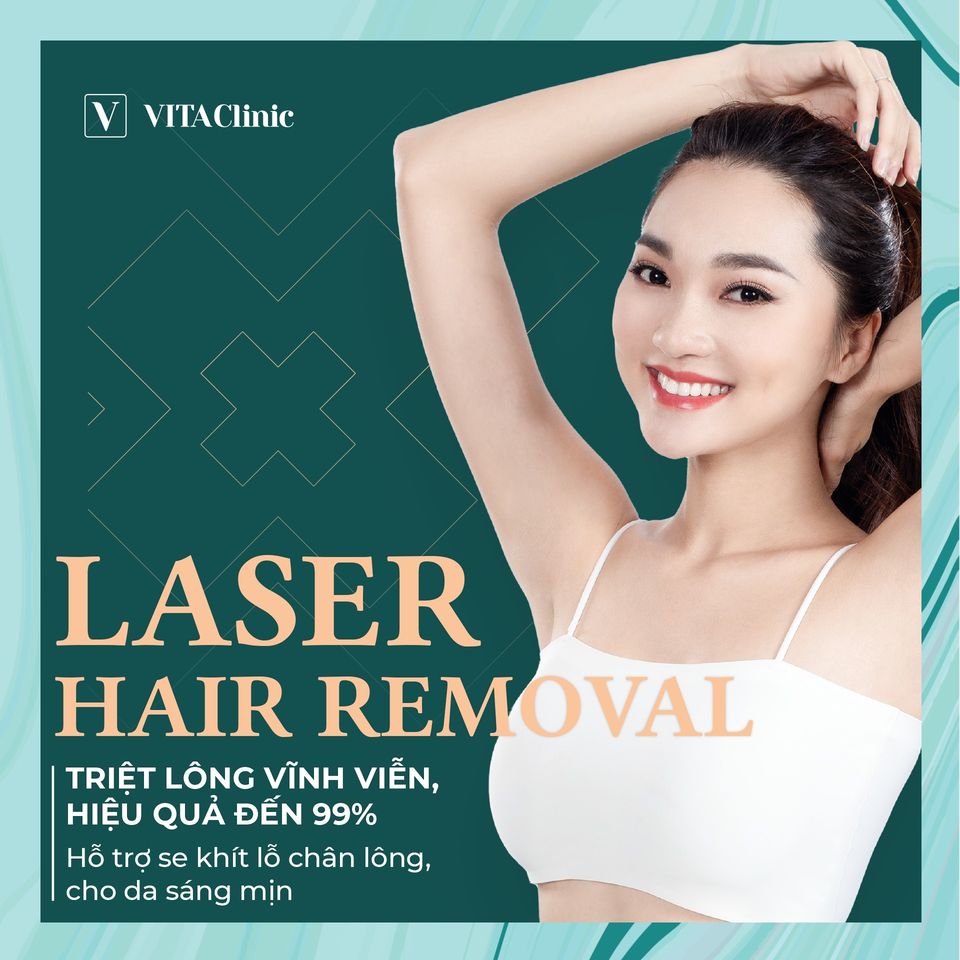 V VITAClinic
LASER
HAIR REMOVAL
TRIỆT LÔNG VĨNH VIỄN,
HIỆU QUẢ ĐẾN 99%
Hỗ trợ se khít lỗ chân lông,
cho da sáng mịn